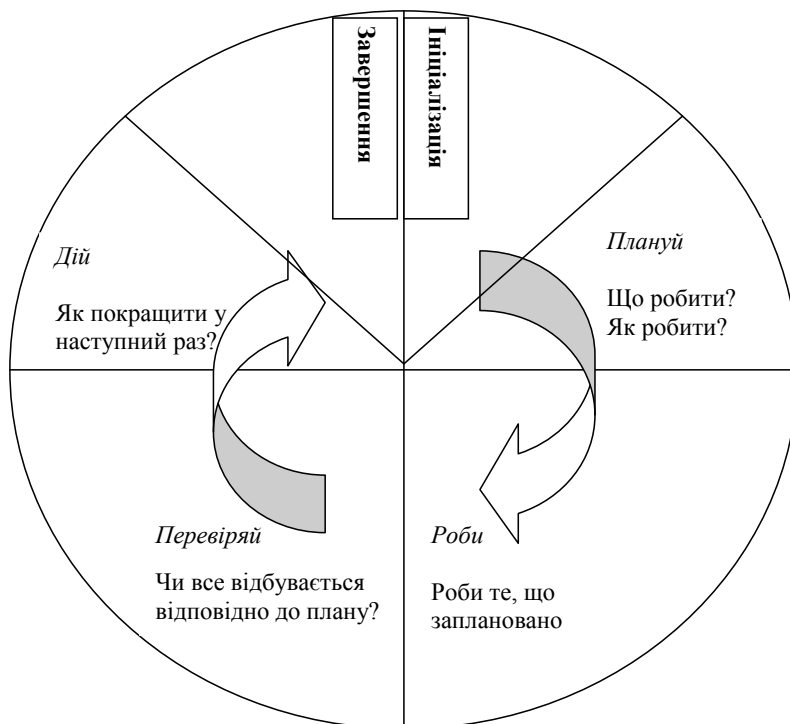 Завершення
Ініціалізація
Дій
Як покращити у
наступний раз?
Плануй
Що робити?
Як робити?
Перевіряй
Чи все відбувається
відповідно до плану?
Роби
Роби те, що
заплановано